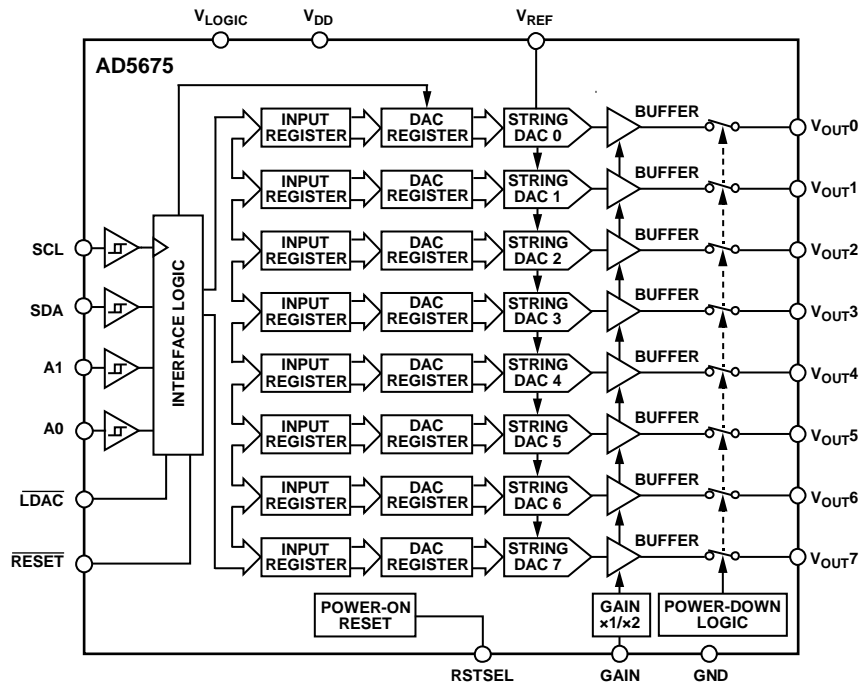 VLOGIC VDD VREF
AD5675
INPUT REGISTER DAC REGISTER STRING DAC 0 BUFFER VOUT0
INPUT REGISTER DAC REGISTER STRING DAC 1 BUFFER VOUT1
INPUT REGISTER DAC REGISTER STRING DAC 2 BUFFER VOUT2
INPUT REGISTER DAC REGISTER STRING DAC 3 BUFFER VOUT3
INPUT REGISTER DAC REGISTER STRING DAC 4 BUFFER VOUT4
INPUT REGISTER DAC REGISTER STRING DAC 5 BUFFER VOUT5
INPUT REGISTER DAC REGISTER STRING DAC 6 BUFFER VOUT6
INPUT REGISTER DAC REGISTER STRING DAC 7 BUFFER VOUT7
SCL
SDA
A1
A0
LDAC
RESET
INTERFACE LOGIC
POWER-ON RESET
GAIN ×1/×2
POWER-DOWN LOGIC
RSTSEL GAIN GND